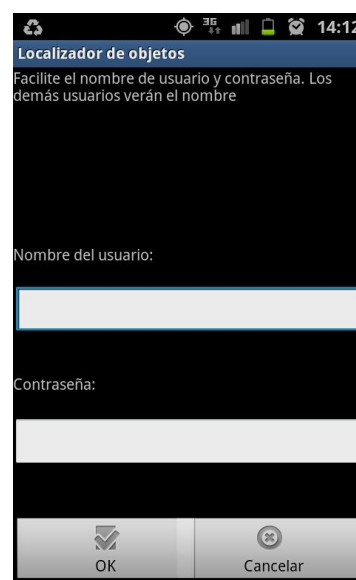 3G 14:12
Localizador de objetos
Facilite el nombre de usuario y contraseña. Los
demás usuarios verán el nombre
Nombre del usuario:
Contraseña:
OK Cancelar